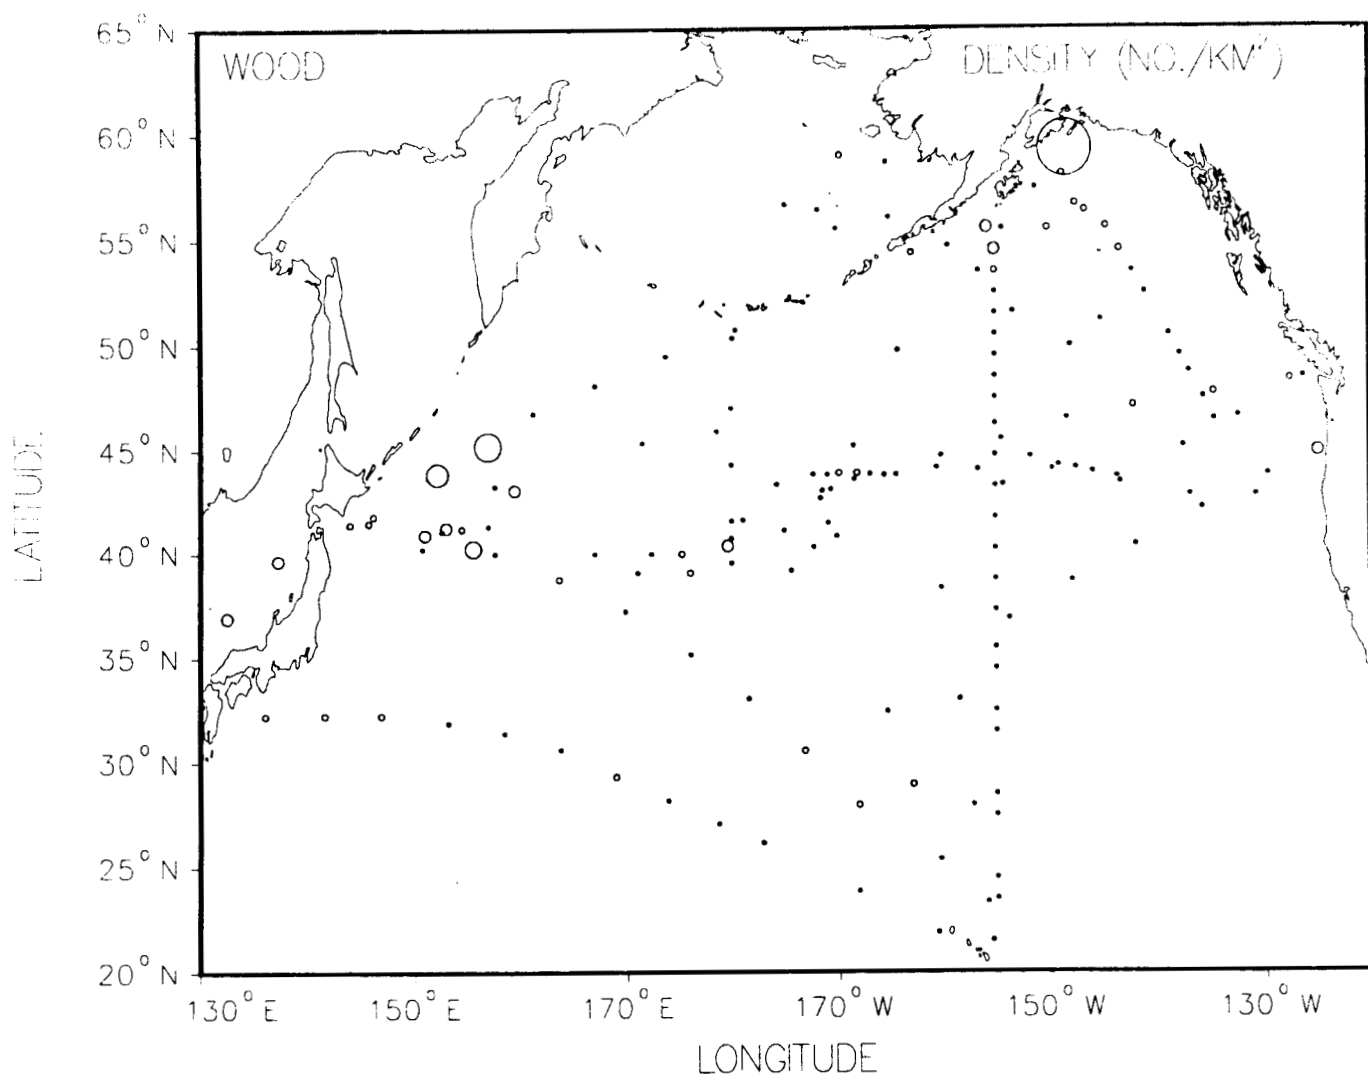 WOOD
DENSITY (NO./KM²)
65° N
60° N
55° N
50° N
45° N
40° N
35° N
30° N
25° N
20° N
LATITUDE
130° E 150° E 170° E 170° W 150° W 130° W
LONGITUDE